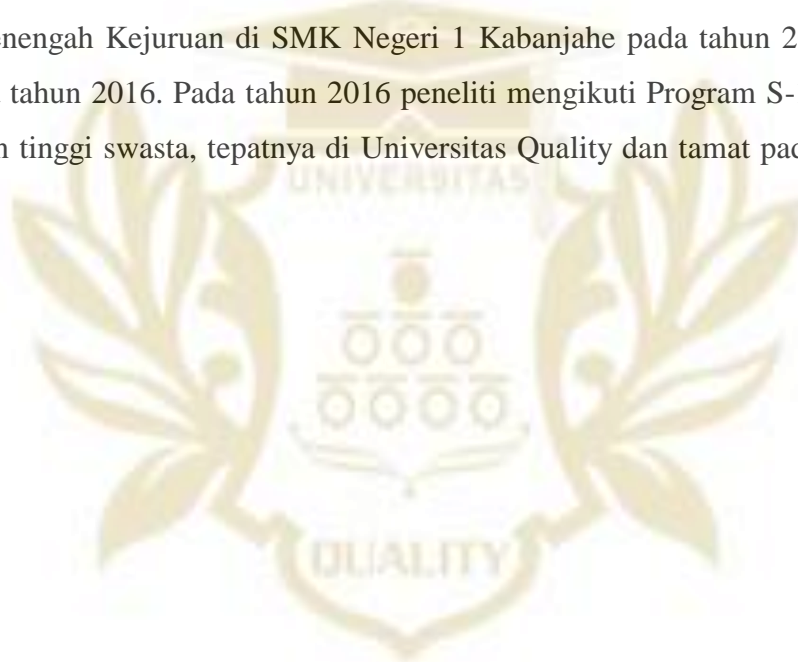 enengah Kejuruan di SMK Negeri 1 Kabanjahe pada tahun 2
tahun 2016. Pada tahun 2016 peneliti mengikuti Program S-
n tinggi swasta, tepatnya di Universitas Quality dan tamat pad
UNIVERSITAS
QUALITY